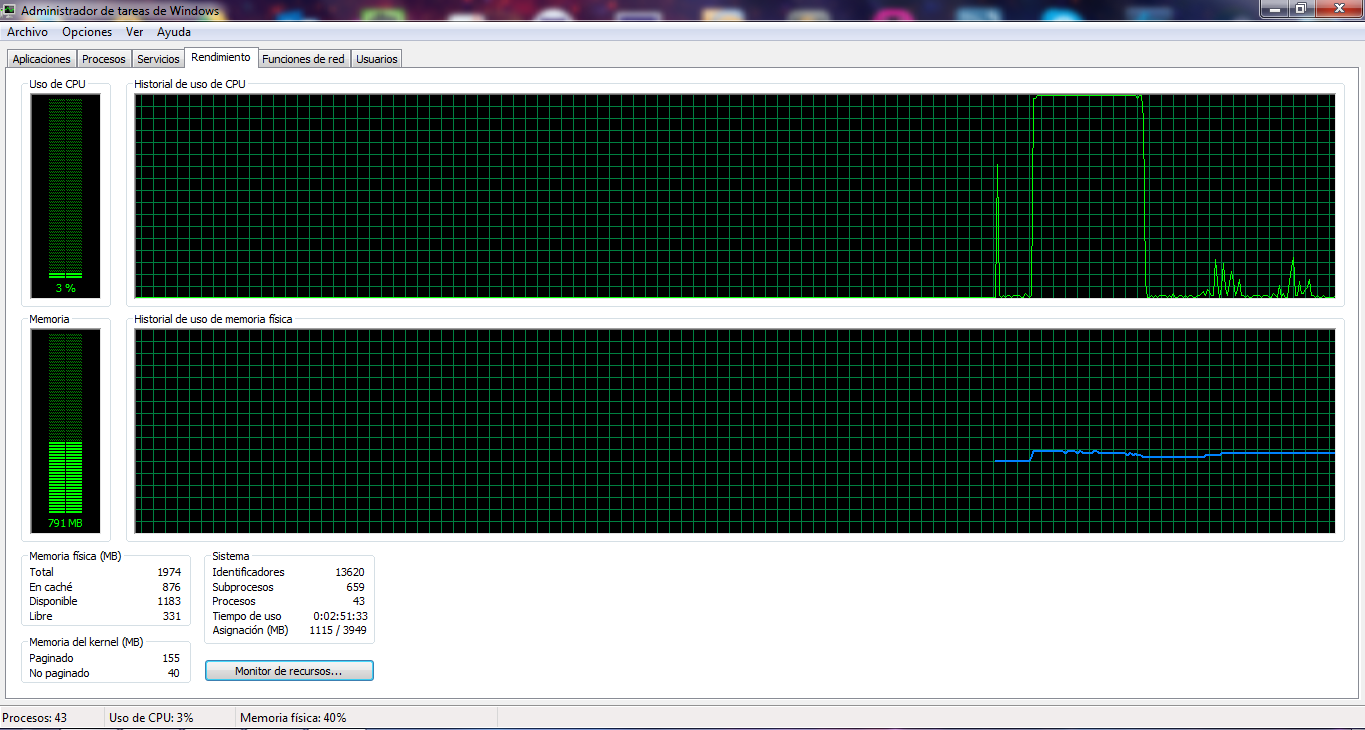 Administrador de tareas de Windows
Archivo Opciones Ver Ayuda
Aplicaciones Procesos Servicios Rendimiento Funciones de red Usuarios
Uso de CPU Historial de uso de CPU
3 %
Memoria Historial de uso de memoria física
791 MB
Memoria física (MB)
Total 1974
En caché 876
Disponible 1183
Libre 331
Memoria del kernel (MB)
Paginado 155
No paginado 40
Sistema
Identificadores 13620
Subprocesos 659
Procesos 43
Tiempo de uso 0:02:51:33
Asignación (MB) 1115 / 3949
Monitor de recursos...
Procesos: 43 Uso de CPU: 3% Memoria física: 40%